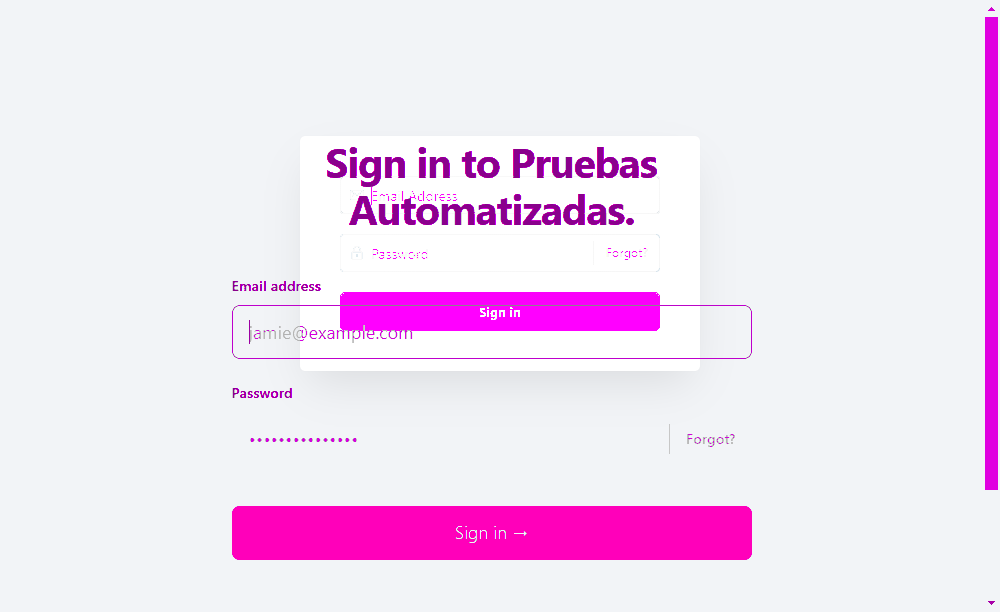 Sign in to Pruebas
Email Address
Automatizadas.
Password
Forgot?
Email address
Sign in
jamie@example.com
Password
•••••••••••••••
Forgot?
Sign in →